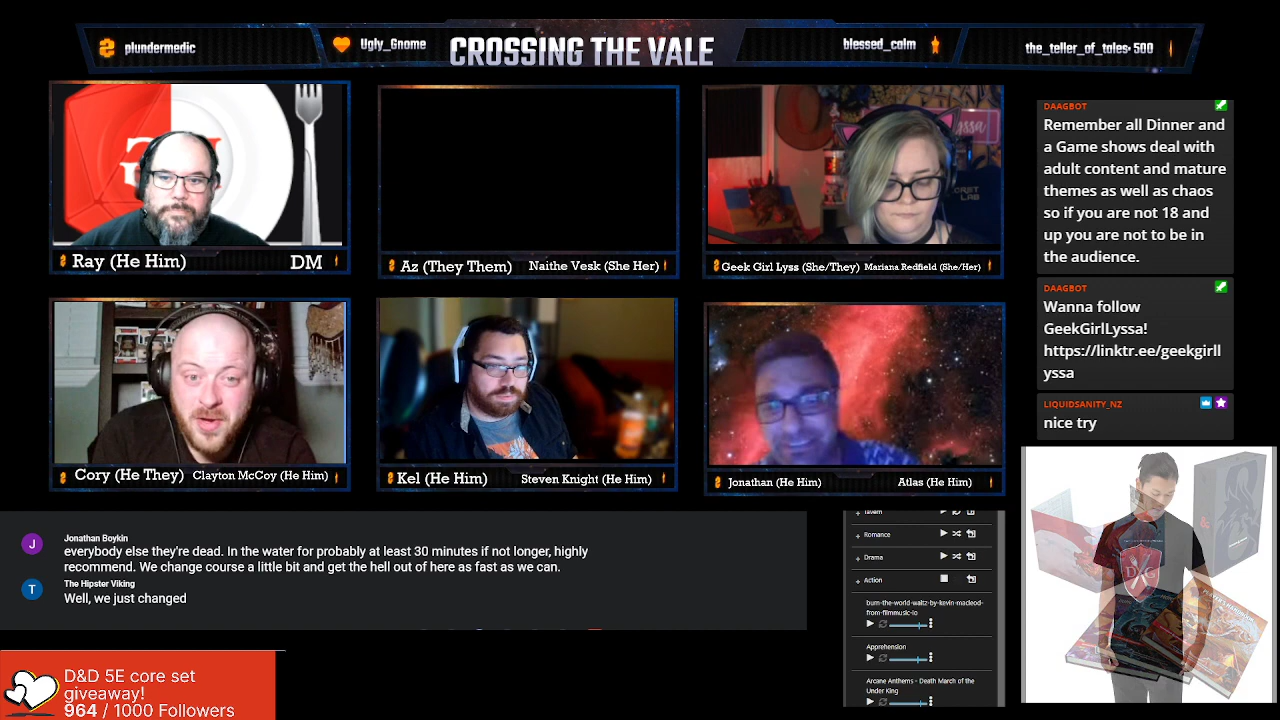 plundermedic
Ugly_Gnome
CROSSING THE VALE
blessed_calm
the_teller_of_tales: 500
Ray (He Him)
DM
Az (They Them)
Naithe Vesk (She Her)
Geek Girl Lyss (She/They)
Mariana Redfield (She/Her)
Cory (He They)
Clayton McCoy (He Him)
Kel (He Him)
Steven Knight (He Him)
Jonathan (He Him)
Atlas (He Him)
DAAGBOT
Remember all Dinner and
a Game shows deal with
adult content and mature
themes as well as chaos
so if you are not 18 and
up you are not to be in
the audience.
DAAGBOT
Wanna follow
GeekGirlLyssa!
https://linktr.ee/geekgirll
yssa
LIQUIDSANITY_NZ
nice try
J
Jonathan Boykin
everybody else they're dead. In the water for probably at least 30 minutes if not longer, highly
recommend. We change course a little bit and get the hell out of here as fast as we can.
T
The Hipster Viking
Well, we just changed
Tavern
Romance
Drama
Action
burn-the-world-waltz-by-kevin-macleod-
from-filmmusic-io
Apprehension
Arcane Anthems - Death March of the
Under King
D&D 5E core set
giveaway!
964 / 1000 Followers
PLAYER'S HANDBOOK